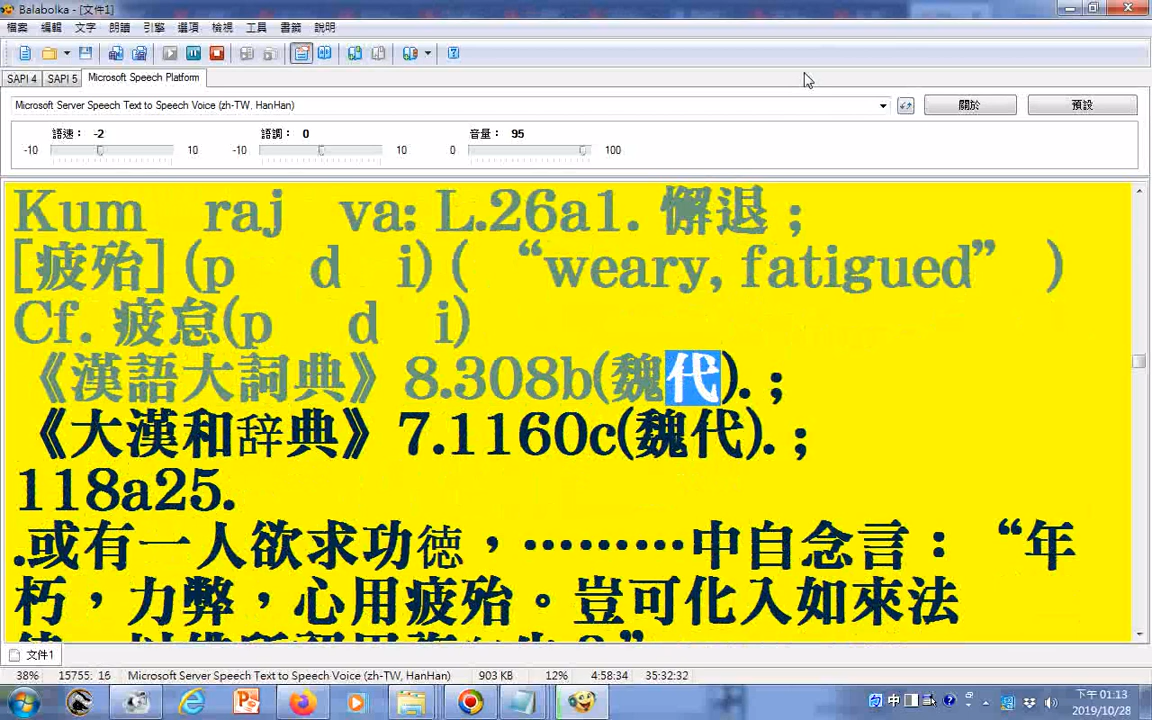 Balabolka - [文件1]
檔案 編輯 文字 朗讀 引擎 選項 檢視 工具 書籤 說明
SAPI 4 SAPI 5 Microsoft Speech Platform
Microsoft Server Speech Text to Speech Voice (zh-TW, HanHan) 關於 預設
語速： -2 語調： 0 音量： 95
-10 10 -10 10 0 100
Kum raj va: L.26a1. 懈退；
[疲殆] (p d i) ( “weary, fatigued” )
Cf. 疲怠(p d i)
《漢語大詞典》 8.308b(魏代).；
《大漢和辞典》 7.1160c(魏代).；
118a25.
.或有一人欲求功徳，………中自念言： “年
朽，力弊，心用疲殆。豈可化入如來法
文件1
38% 15755: 16 Microsoft Server Speech Text to Speech Voice (zh-TW, HanHan) 903 KB 12% 4:58:34 35:32:32
中 下午 01:13
2019/10/28